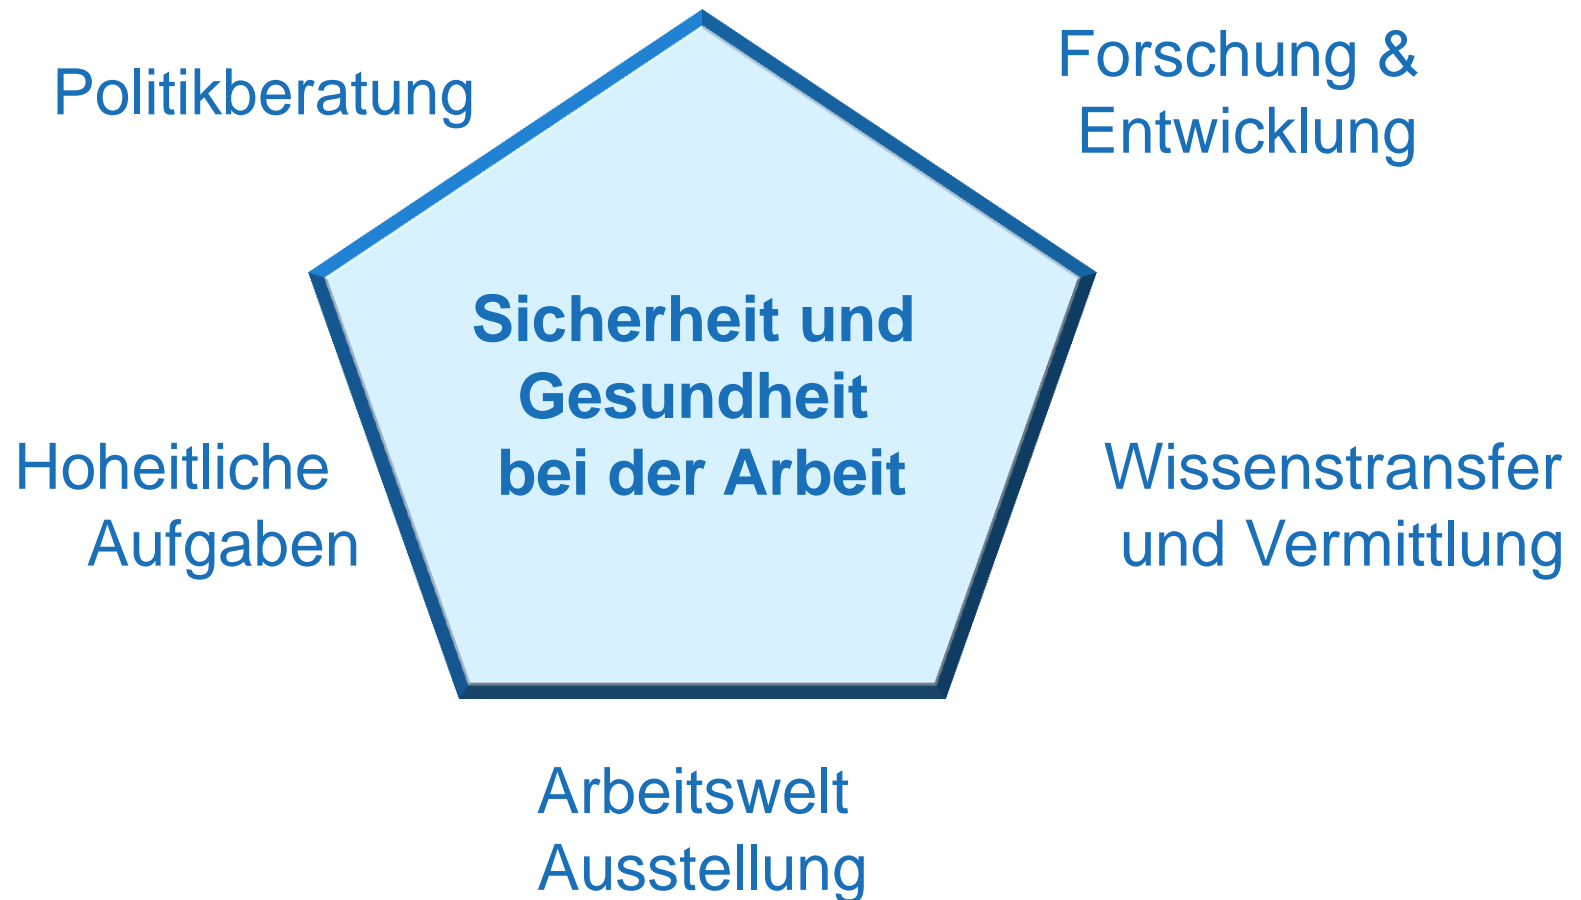 Politikberatung
Forschung &
Entwicklung
Sicherheit und
Gesundheit
bei der Arbeit
Hoheitliche
Aufgaben
Wissenstransfer
und Vermittlung
Arbeitswelt
Ausstellung